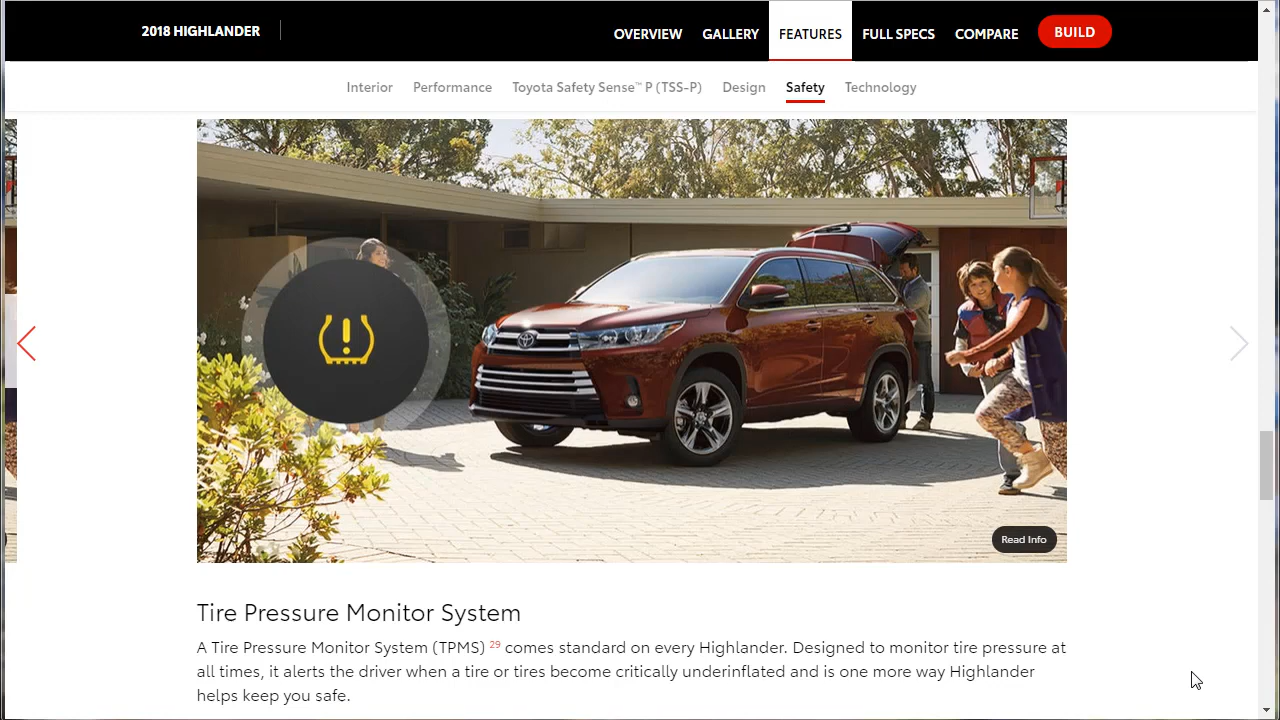 2018 HIGHLANDER
OVERVIEW GALLERY FEATURES FULL SPECS COMPARE BUILD
Interior Performance Toyota Safety Sense™ P (TSS-P) Design Safety Technology
Read Info
Tire Pressure Monitor System
A Tire Pressure Monitor System (TPMS) 29 comes standard on every Highlander. Designed to monitor tire pressure at
all times, it alerts the driver when a tire or tires become critically underinflated and is one more way Highlander
helps keep you safe.